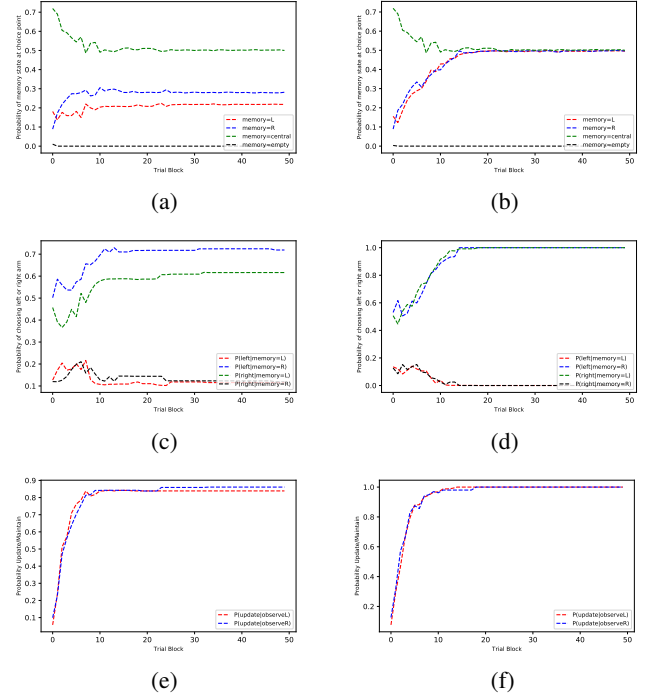 Probability of memory state at choice point
0.7
0.6
0.5
0.4
0.3
0.2
0.1
0.0
0
10
20
30
40
50
Trial Block
memory=L
memory=R
memory=central
memory=empty
(a)
Probability of memory state at choice point
0.7
0.6
0.5
0.4
0.3
0.2
0.1
0.0
0
10
20
30
40
50
Trial Block
memory=L
memory=R
memory=central
memory=empty
(b)
Probability of choosing left or right arm
0.7
0.6
0.5
0.4
0.3
0.2
0.1
0
10
20
30
40
50
Trial Block
P(left|memory=L)
P(left|memory=R)
P(right|memory=L)
P(right|memory=R)
(c)
Probability of choosing left or right arm
1.0
0.8
0.6
0.4
0.2
0.0
0
10
20
30
40
50
Trial Block
P(left|memory=L)
P(left|memory=R)
P(right|memory=L)
P(right|memory=R)
(d)
Probability Update/Maintain
0.9
0.8
0.7
0.6
0.5
0.4
0.3
0.2
0.1
0
10
20
30
40
50
Trial Block
P(update|observeL)
P(update|observeR)
(e)
Probability Update/Maintain
1.0
0.8
0.6
0.4
0.2
0
10
20
30
40
50
Trial Block
P(update|observeL)
P(update|observeR)
(f)